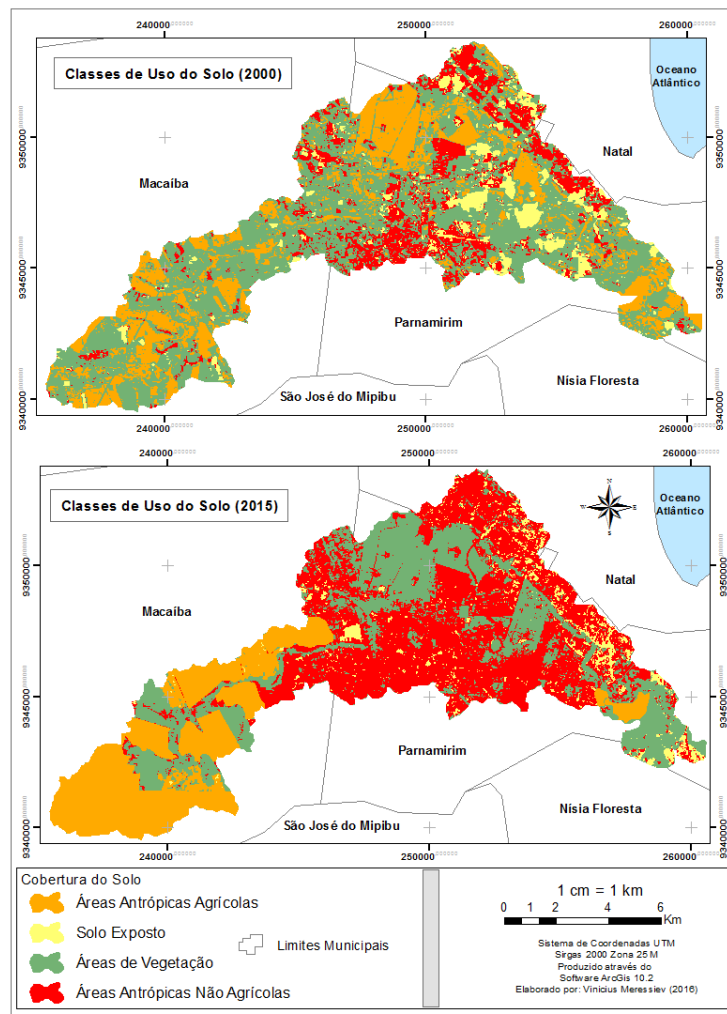 240000
250000
260000
Classes de Uso do Solo (2000)
Oceano
Atlântico
9350000
9350000
Natal
Macaíba
9345000
9345000
Parnamirim
Nísia Floresta
São José do Mipibu
9340000
9340000
240000
250000
260000
240000
250000
260000
Classes de Uso do Solo (2015)
N
W
E
S
Oceano
Atlântico
9350000
9350000
Natal
Macaíba
9345000
9345000
Parnamirim
Nísia Floresta
São José do Mipibu
9340000
9340000
240000
250000
260000
Cobertura do Solo
Áreas Antrópicas Agrícolas
Solo Exposto
Áreas de Vegetação
Áreas Antrópicas Não Agrícolas
Limites Municipais
1 cm = 1 km
0 1 2 4 6
Km
Sistema de Coordenadas UTM
Sirgas 2000 Zona 25 M
Produzido através do
Software ArcGis 10.2
Elaborado por: Vinicius Meressiev (2016)